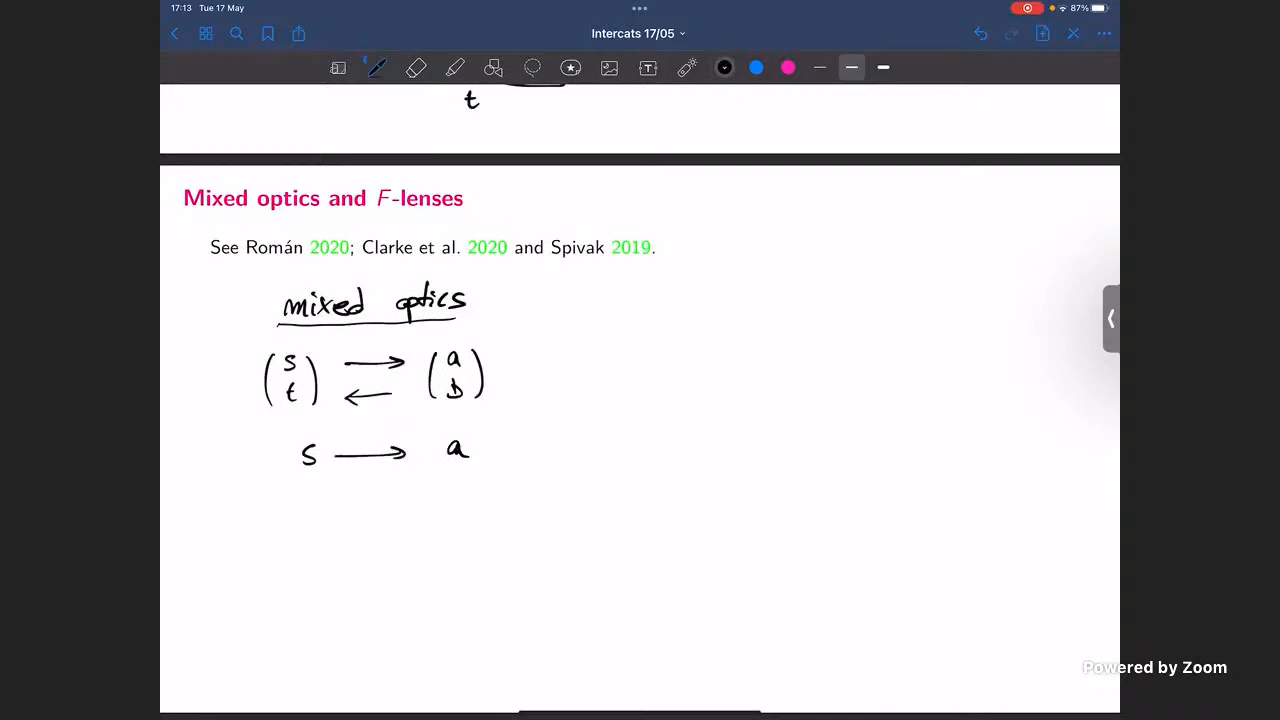 17:13 Tue 17 May
87%
Intercats 17/05
t
Mixed optics and F-lenses
See Román 2020; Clarke et al. 2020 and Spivak 2019.
mixed optics
( s ⟶ ( a
t ) ⟵ b )
s ⟶ a
Powered by Zoom